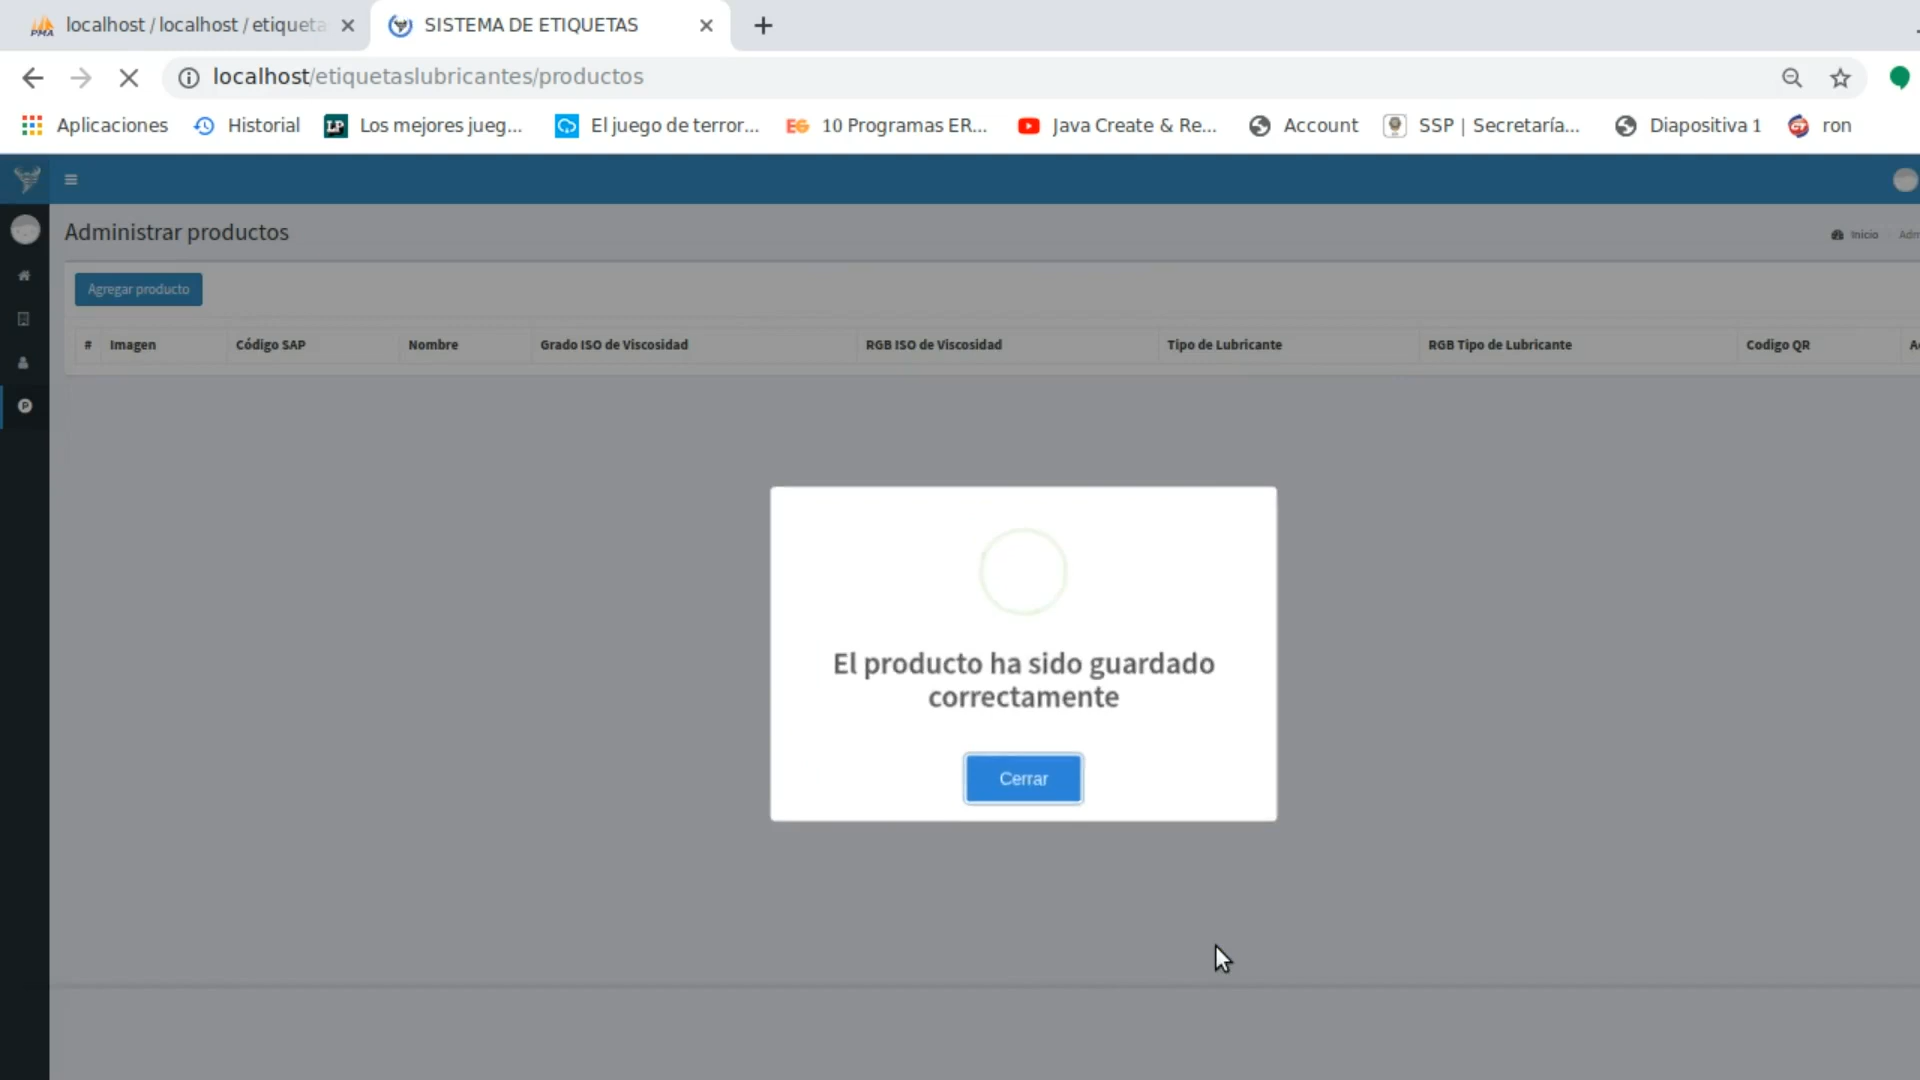 localhost / localhost / etiqueta
SISTEMA DE ETIQUETAS
localhost/etiquetaslubricantes/productos
Aplicaciones
Historial
LP
Los mejores jueg...
El juego de terror...
EG
10 Programas ER...
Java Create & Re...
Account
SSP | Secretaría...
Diapositiva 1
ron
Administrar productos
Inicio
Agregar producto
# Imagen Código SAP Nombre Grado ISO de Viscosidad RGB ISO de Viscosidad Tipo de Lubricante RGB Tipo de Lubricante Codigo QR
El producto ha sido guardado
correctamente
Cerrar